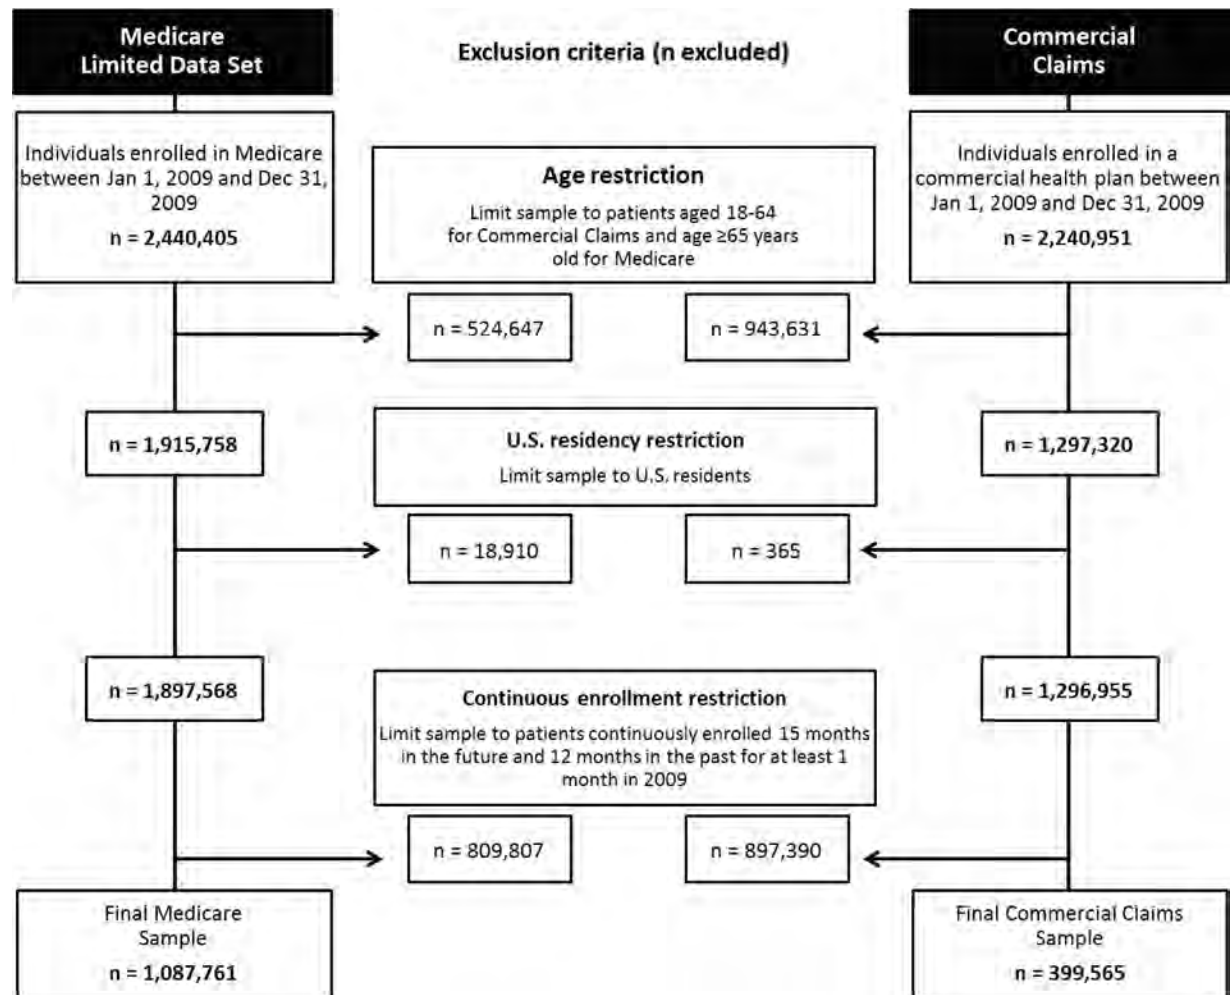 Medicare
Limited Data Set
Exclusion criteria (n excluded)
Commercial
Claims
Individuals enrolled in Medicare
between Jan 1, 2009 and Dec 31,
2009
n = 2,440,405
Age restriction
Limit sample to patients aged 18-64
for Commercial Claims and age ≥65 years
old for Medicare
Individuals enrolled in a
commercial health plan between
Jan 1, 2009 and Dec 31, 2009
n = 2,240,951
n = 524,647
n = 943,631
n = 1,915,758
U.S. residency restriction
Limit sample to U.S. residents
n = 1,297,320
n = 18,910
n = 365
n = 1,897,568
Continuous enrollment restriction
Limit sample to patients continuously enrolled 15 months
in the future and 12 months in the past for at least 1
month in 2009
n = 1,296,955
n = 809,807
n = 897,390
Final Medicare
Sample
n = 1,087,761
Final Commercial Claims
Sample
n = 399,565